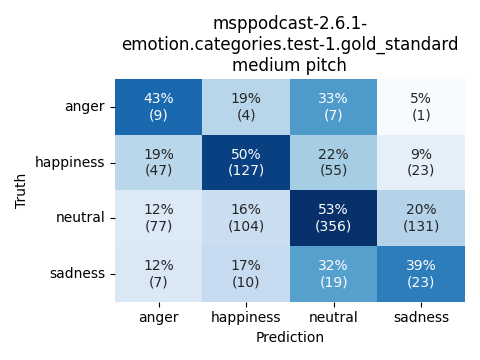 msppodcast-2.6.1-
emotion.categories.test-1.gold_standard
medium pitch
Truth
anger
43% 19% 33% 5%
(9) (4) (7) (1)
happiness
19% 50% 22% 9%
(47) (127) (55) (23)
neutral
12% 16% 53% 20%
(77) (104) (356) (131)
sadness
12% 17% 32% 39%
(7) (10) (19) (23)
anger happiness neutral sadness
Prediction